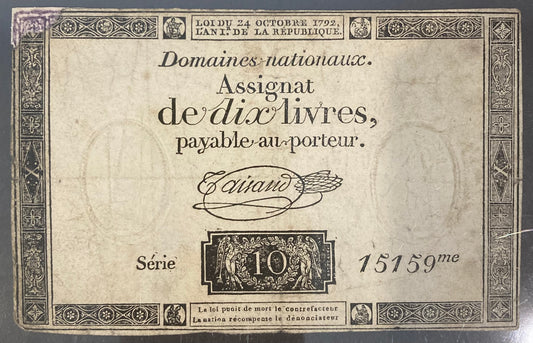 LOI DU 24 OCTOBRE 1792,
L'AN I.er DE LA RÉPUBLIQUE.
Domaines nationaux.
Assignat
de dix livres,
payable au porteur.
Taisaud
Série 10 15159me
La loi punit de mort le contrefacteur
La nation récompense le dénonciateur
X
X